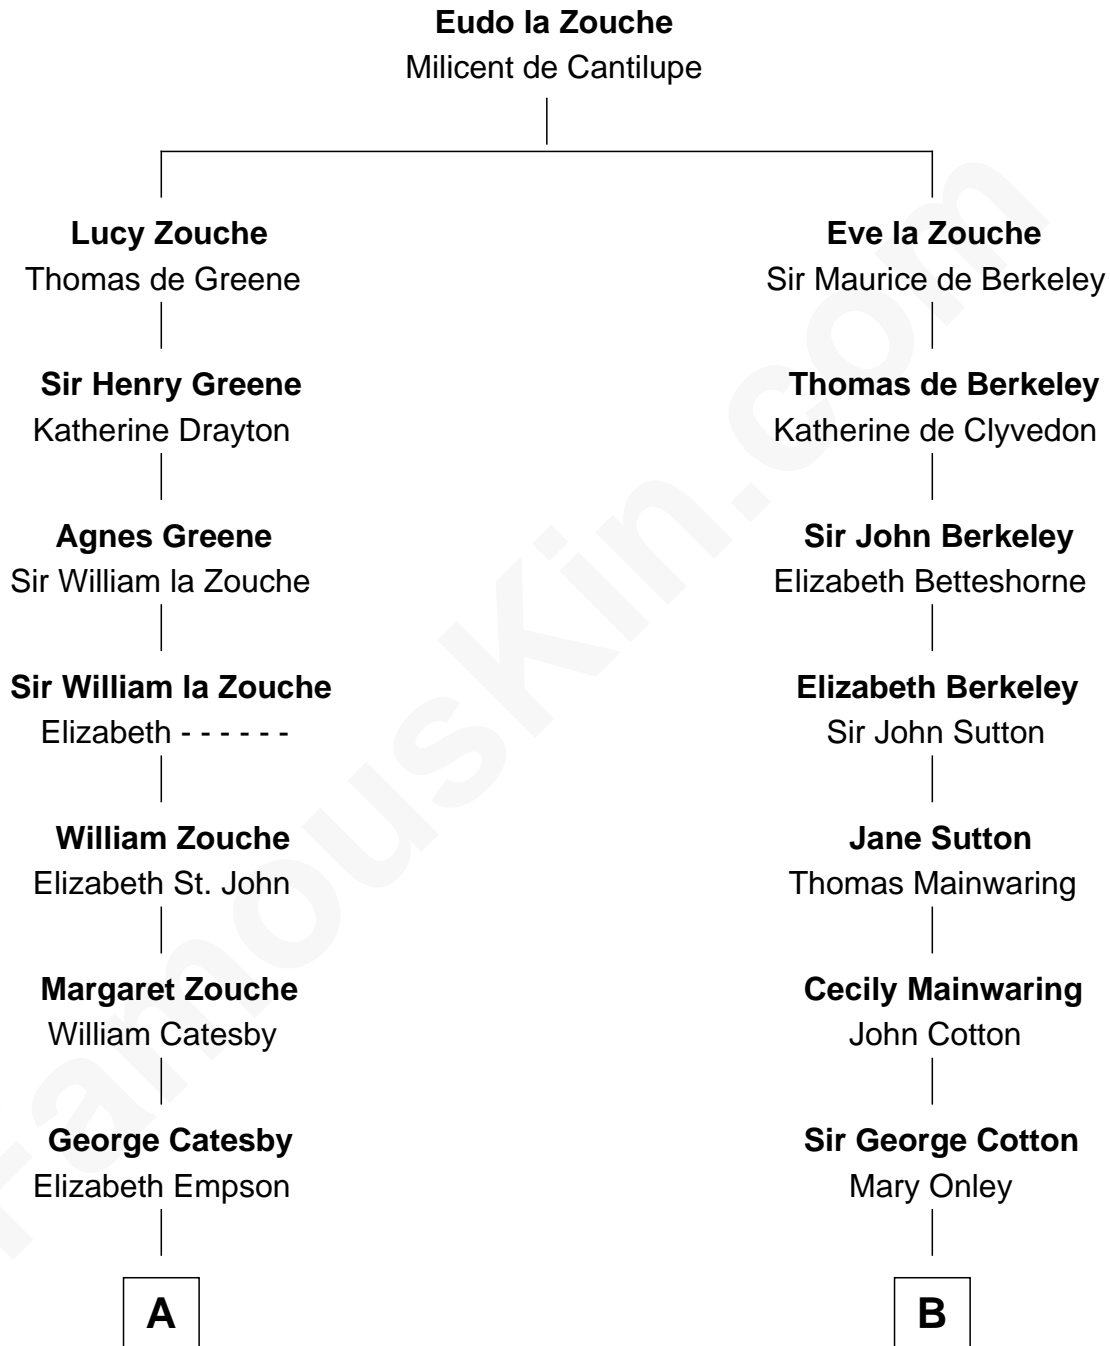 Eudo la Zouche
Milicent de Cantilupe
Lucy Zouche
Thomas de Greene
Eve la Zouche
Sir Maurice de Berkeley
Sir Henry Greene
Katherine Drayton
Thomas de Berkeley
Katherine de Clyvedon
Agnes Greene
Sir William la Zouche
Sir John Berkeley
Elizabeth Betteshorne
Sir William la Zouche
Elizabeth - - - - - -
Elizabeth Berkeley
Sir John Sutton
William Zouche
Elizabeth St. John
Jane Sutton
Thomas Mainwaring
Margaret Zouche
William Catesby
Cecily Mainwaring
John Cotton
George Catesby
Elizabeth Empson
Sir George Cotton
Mary Onley
A
B
FamousKin.com